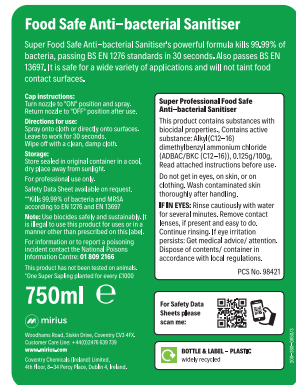 Food Safe Anti-bacterial Sanitiser
Super Food Safe Anti-bacterial Sanitiser's powerful formula kills 99.99% of
bacteria, passing BS EN 1276 standards in 30 seconds. Also passes BS EN
13697. It is safe for a wide variety of applications and will not taint food
contact surfaces.
Cap instructions:
Turn nozzle to "ON" position and spray.
Return nozzle to "OFF" position after use.
Directions for use:
Spray onto cloth or directly onto surfaces.
Leave to work for 30 seconds.
Wipe off with a clean, damp cloth.
Storage:
Store sealed in original container in a cool,
dry place away from sunlight.
For professional use only.
Safety Data Sheet available on request.
**Kills 99.99% of bacteria and MRSA
according to EN 1276 and EN 13697
Note: Use biocides safely and sustainably. It
is illegal to use this product for uses or in a
manner other than prescribed on this label.
For information or to report a poisoning
incident contact the National Poisons
Information Centre: 01 809 2166
This product has not been tested on animals.
*One Super Sapling planted for every £1000
750ml e
mirius
Woodhams Road, Siskin Drive, Coventry CV3 4FX.
Customer Care Line: +44(0)2476 639 739
www.mirius.com
Coventry Chemicals (Ireland) Limited,
4th floor, 8–34 Percy Place, Dublin 4, Ireland.
Super Professional Food Safe
Anti-bacterial Sanitiser
This product contains substances with
biocidal properties., Contains active
substance: Alkyl(C12–16)
dimethylbenzyl ammonium chloride
(ADBAC/BKC (C12–16)), 0.125g/100g,
Read attached instructions before use.
Do not get in eyes, on skin, or on
clothing. Wash contaminated skin
thoroughly after handling.
IF IN EYES: Rinse cautiously with water
for several minutes. Remove contact
lenses, if present and easy to do.
Continue rinsing. If eye irritation
persists: Get medical advice/ attention.
Dispose of contents/ container in
accordance with local regulations.
PCS No. 98421
For Safety Data
Sheets please
scan me:
BOTTLE & LABEL – PLASTIC
widely recycled